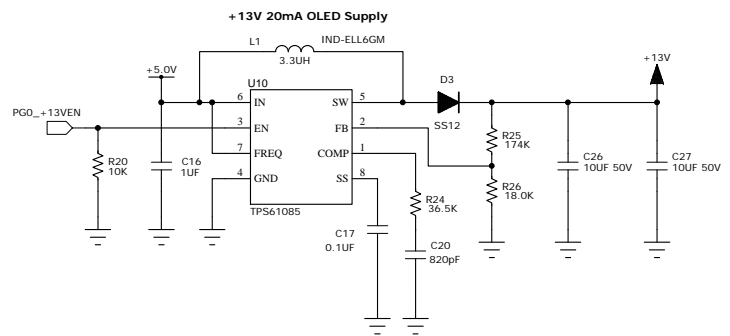 +13V 20mA OLED Supply
L1
IND-ELL6GM
3.3UH
+5.0V
+13V
U10
D3
PG0_+13VEN
6
IN
SW
5
3
EN
FB
2
SS12
R25
174K
7
FREQ
COMP
1
R20
10K
C16
1UF
C26
10UF 50V
C27
10UF 50V
4
GND
SS
8
R26
18.0K
R24
36.5K
TPS61085
C17
0.1UF
C20
820pF